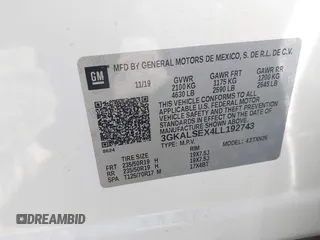 GM
MFD BY GENERAL MOTORS DE MEXICO, S. DE R.L. DE C.V.
11/19 GVWR GAWR FRT GAWR RR
2100 KG 1175 KG 1200 KG
4630 LB 2590 LB 2645 LB
THIS VEHICLE CONFORMS TO ALL APPLICABLE
U.S. FEDERAL MOTOR VEHICLE SAFETY AND
THEFT PREVENTION STANDARDS IN EFFECT ON
THE DATE OF MANUFACTURE SHOWN ABOVE.
3GKALSEX4LL192743
TYPE: M.P.V. MODEL:
TIRE SIZE RIM
FRT 235/50R19 H 19X7.5J
RR 235/50R19 H 19X7.5J
SPA T125/70R17 M 17X4BT